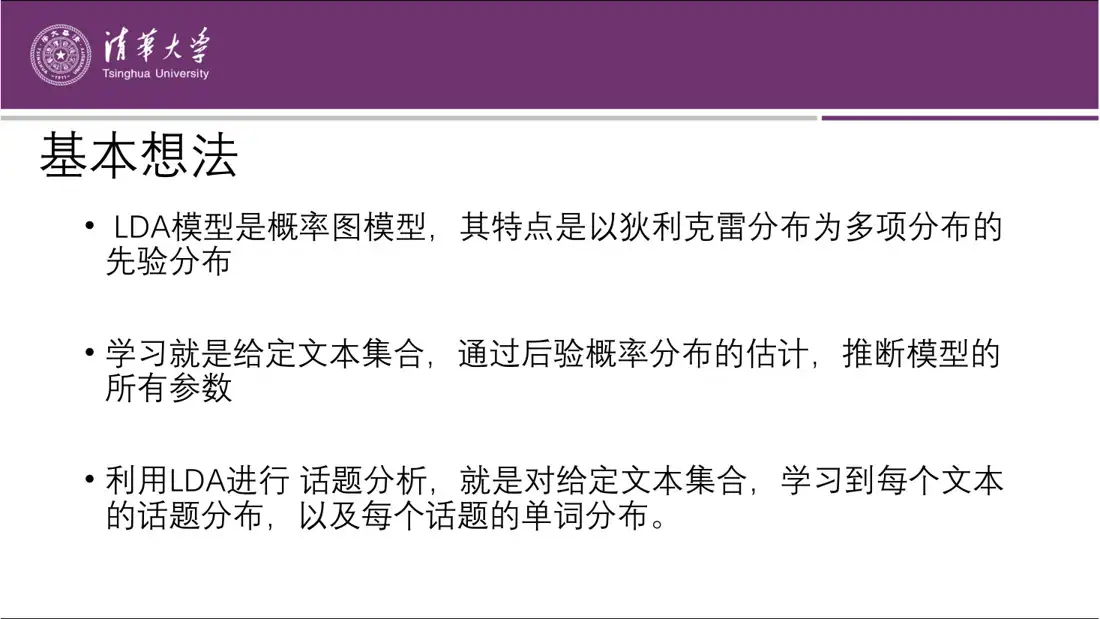 清华大学
Tsinghua University
基本想法
• LDA模型是概率图模型，其特点是以狄利克雷分布为多项分布的
先验分布
• 学习就是给定文本集合，通过后验概率分布的估计，推断模型的
所有参数
• 利用LDA进行 话题分析，就是对给定文本集合，学习到每个文本
的话题分布，以及每个话题的单词分布。